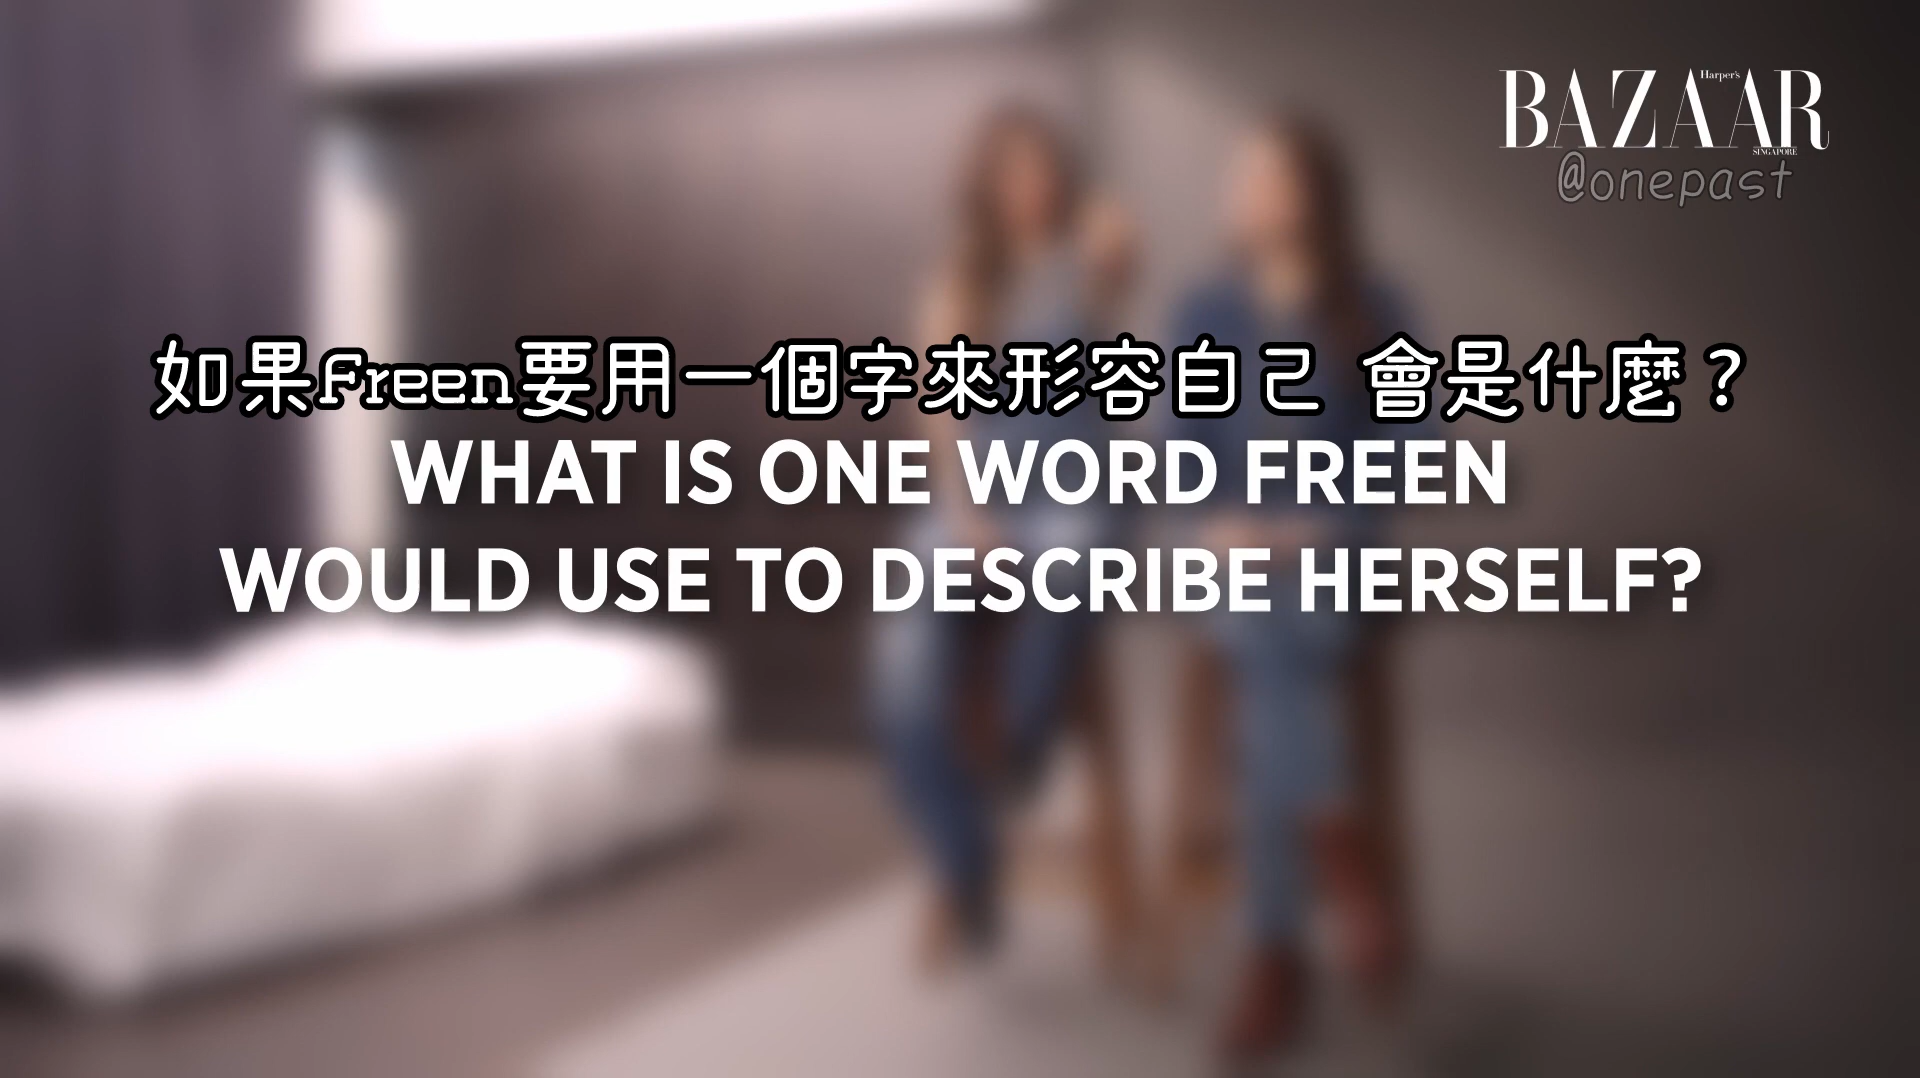 Harper's
BAZAAR
SINGAPORE
@onepast
如果Freen要用一個字來形容自己 會是什麼？
WHAT IS ONE WORD FREEN
WOULD USE TO DESCRIBE HERSELF?